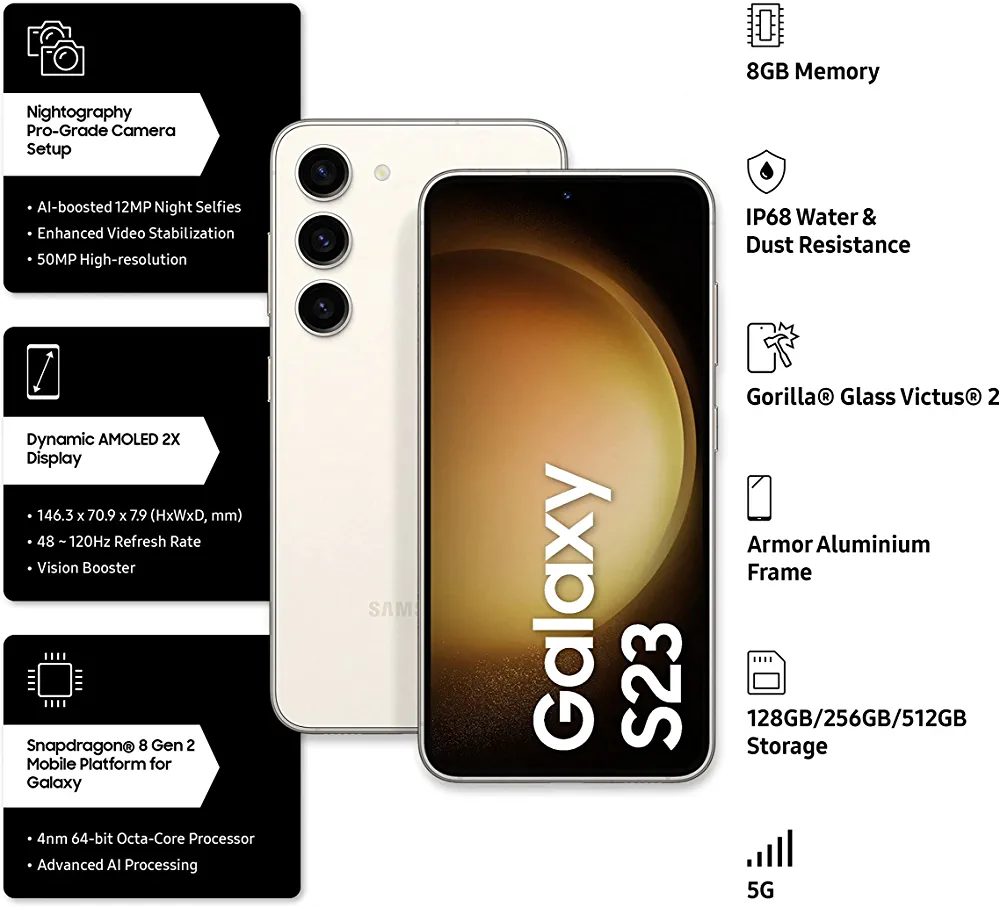 Nightography
Pro-Grade Camera
Setup
• AI-boosted 12MP Night Selfies
• Enhanced Video Stabilization
• 50MP High-resolution
Dynamic AMOLED 2X
Display
• 146.3 x 70.9 x 7.9 (HxWxD, mm)
• 48 ~ 120Hz Refresh Rate
• Vision Booster
Snapdragon® 8 Gen 2
Mobile Platform for
Galaxy
• 4nm 64-bit Octa-Core Processor
• Advanced AI Processing
SAMS
Galaxy
S23
8GB Memory
IP68 Water &
Dust Resistance
Gorilla® Glass Victus® 2
Armor Aluminium
Frame
128GB/256GB/512GB
Storage
5G